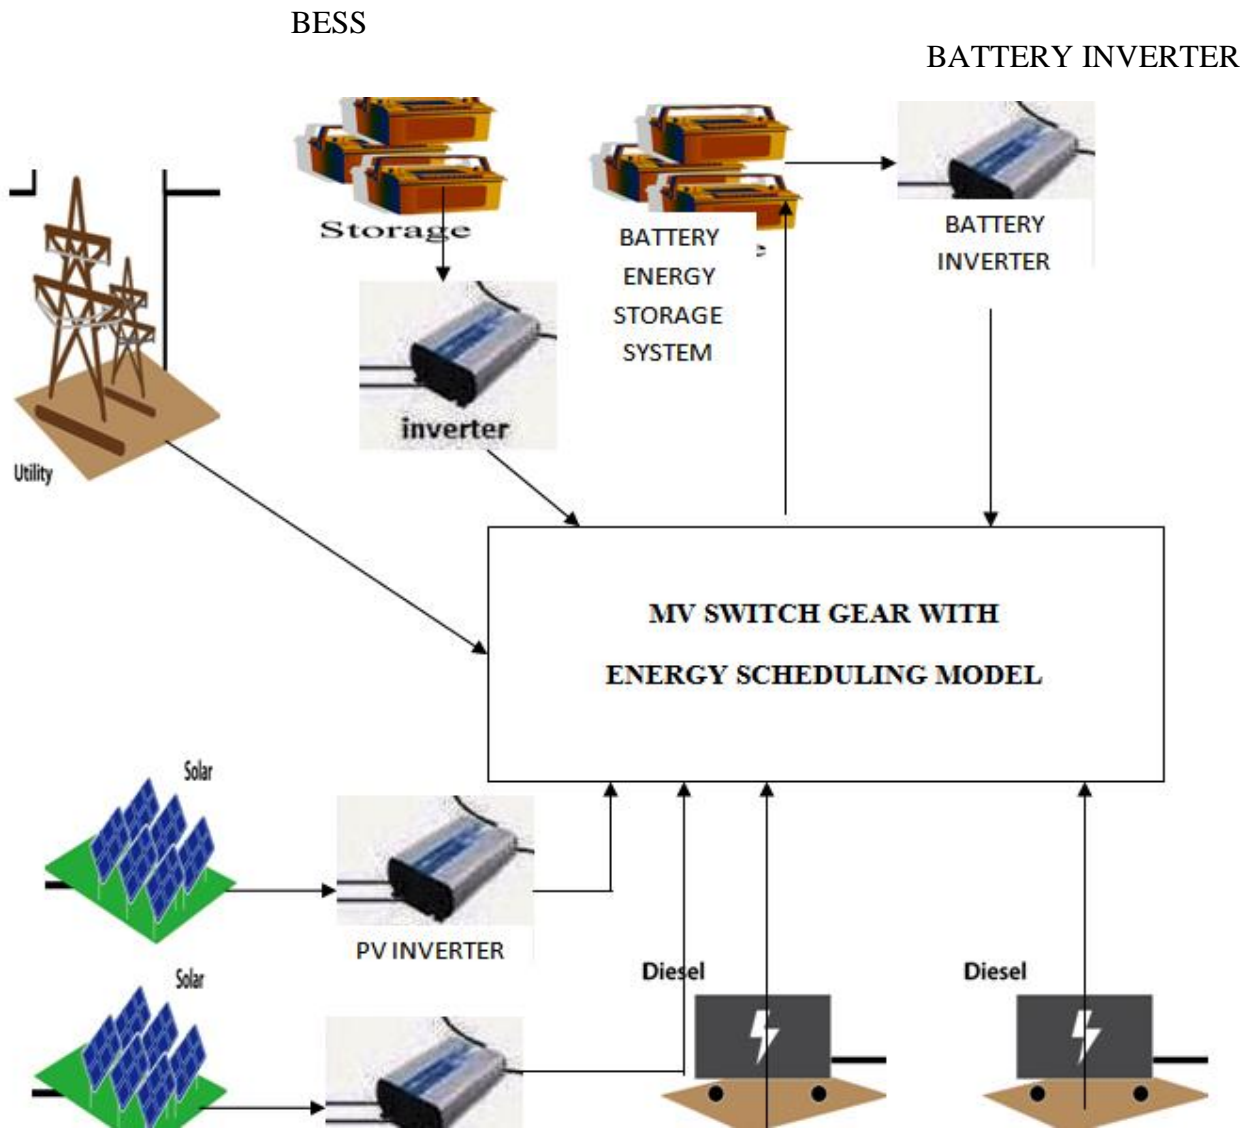 BESS
BATTERY INVERTER
Storage
BATTERY
ENERGY
STORAGE
SYSTEM
e
BATTERY
INVERTER
inverter
Utility
MV SWITCH GEAR WITH
ENERGY SCHEDULING MODEL
Solar
PV INVERTER
Solar
Diesel
Diesel